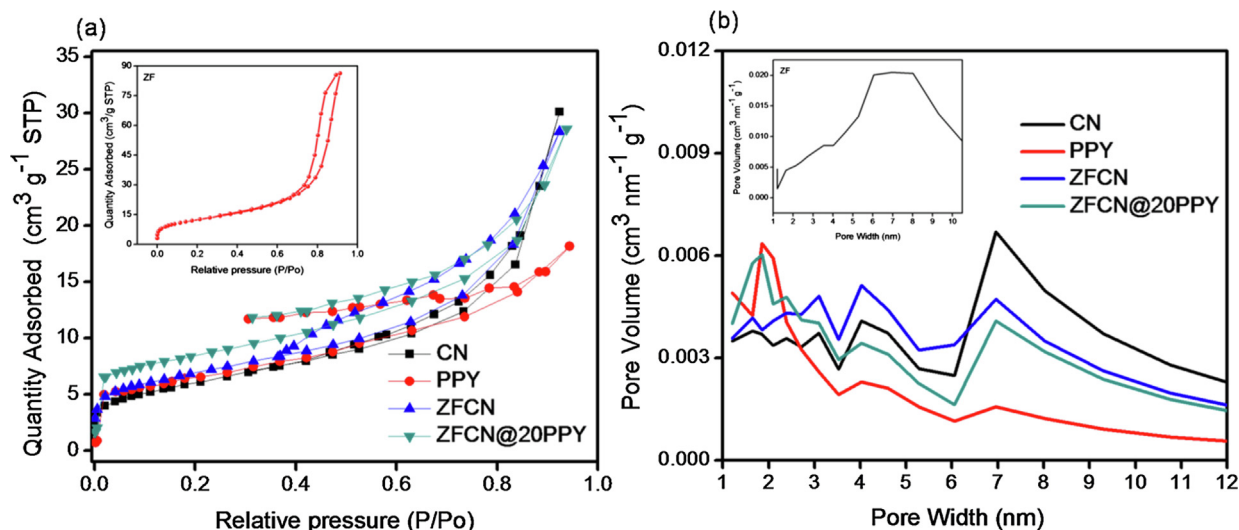 (a)
Quantity Adsorbed (cm³ g⁻¹ STP)
35
30
25
20
15
10
5
0
0.0 0.2 0.4 0.6 0.8 1.0
Relative pressure (P/Po)
ZF
Quantity Adsorbed (cm³/g STP)
90
75
60
45
30
15
0
0.0 0.2 0.4 0.6 0.8 1.0
Relative pressure (P/Po)
CN
PPY
ZFCN
ZFCN@20PPY
(b)
Pore Volume (cm³ nm⁻¹ g⁻¹)
0.012
0.009
0.006
0.003
0.000
1 2 3 4 5 6 7 8 9 10 11 12
Pore Width (nm)
ZF
Pore Volume (cm³ nm⁻¹ g⁻¹)
0.020
0.015
0.010
0.005
0.000
1 2 3 4 5 6 7 8 9 10
Pore Width (nm)
CN
PPY
ZFCN
ZFCN@20PPY